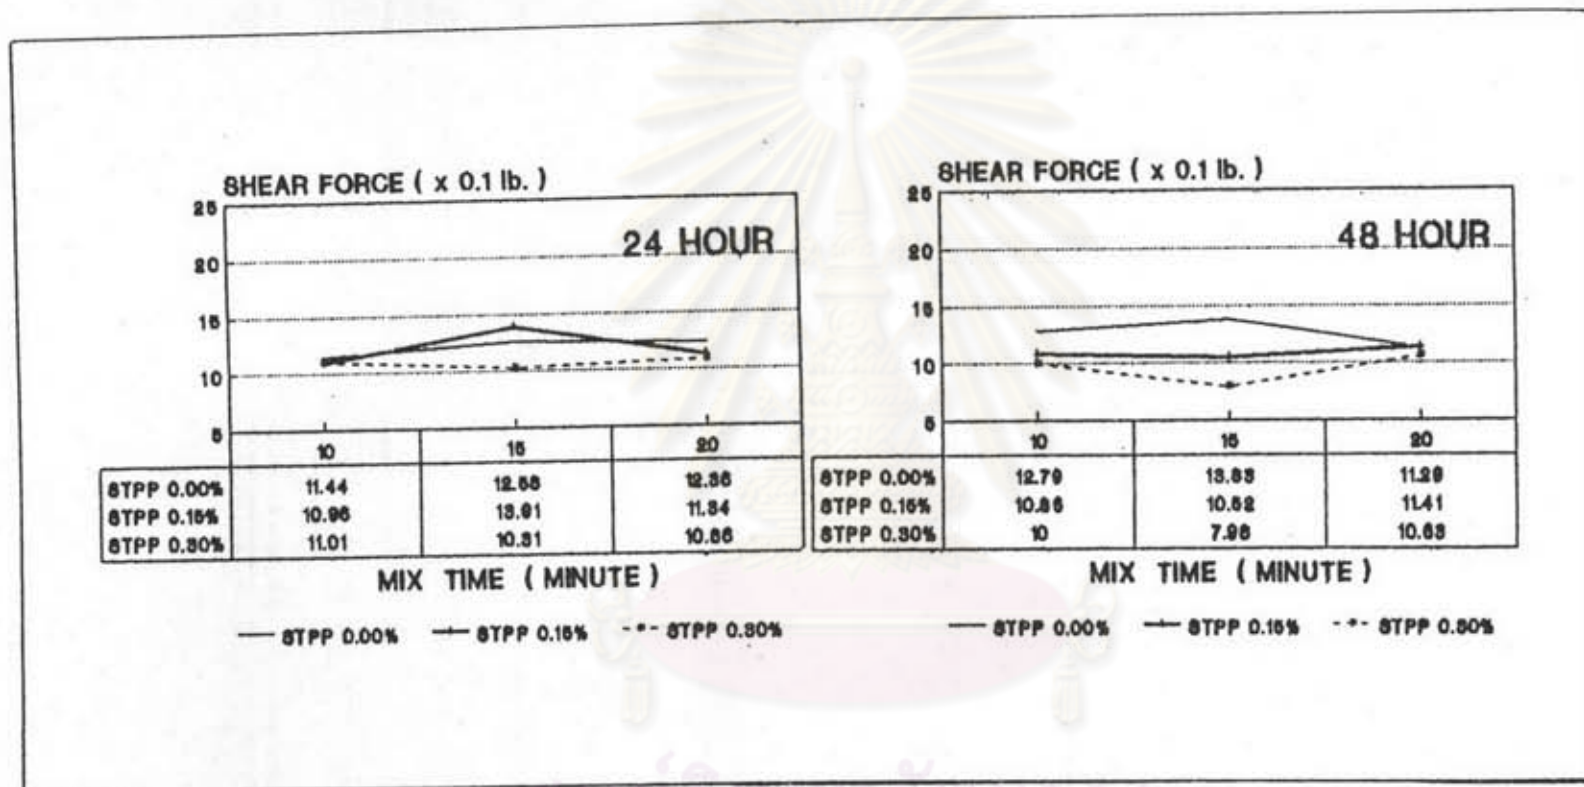 SHEAR FORCE ( x 0.1 lb. )
24 HOUR
25
20
15
10
5
10 15 20
STPP 0.00% 11.44 12.58 12.36
STPP 0.15% 10.96 13.91 11.34
STPP 0.30% 11.01 10.31 10.86
MIX TIME ( MINUTE )
STPP 0.00% STPP 0.15% STPP 0.30%
SHEAR FORCE ( x 0.1 lb. )
48 HOUR
25
20
15
10
5
10 15 20
STPP 0.00% 12.79 13.83 11.29
STPP 0.15% 10.86 10.52 11.41
STPP 0.30% 10 7.96 10.63
MIX TIME ( MINUTE )
STPP 0.00% STPP 0.15% STPP 0.30%